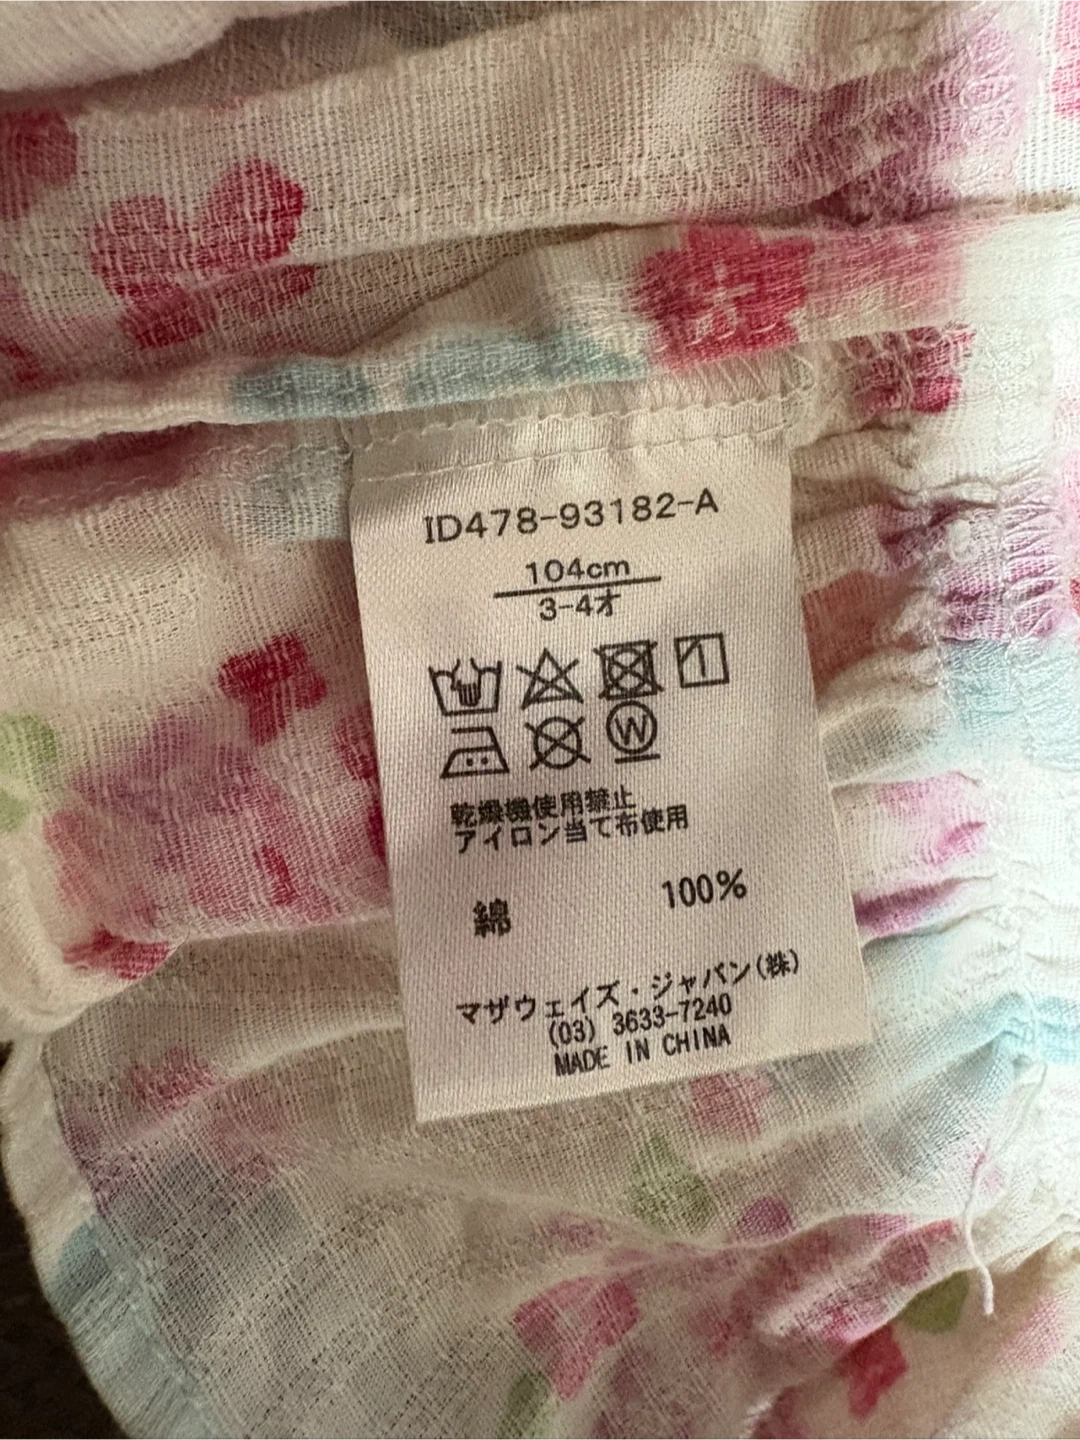 ID478-93182-A
104cm
3-4才
W
乾燥機使用禁止
アイロン当て布使用
綿 100%
マザウェイズ・ジャパン(株)
(03) 3633-7240
MADE IN CHINA